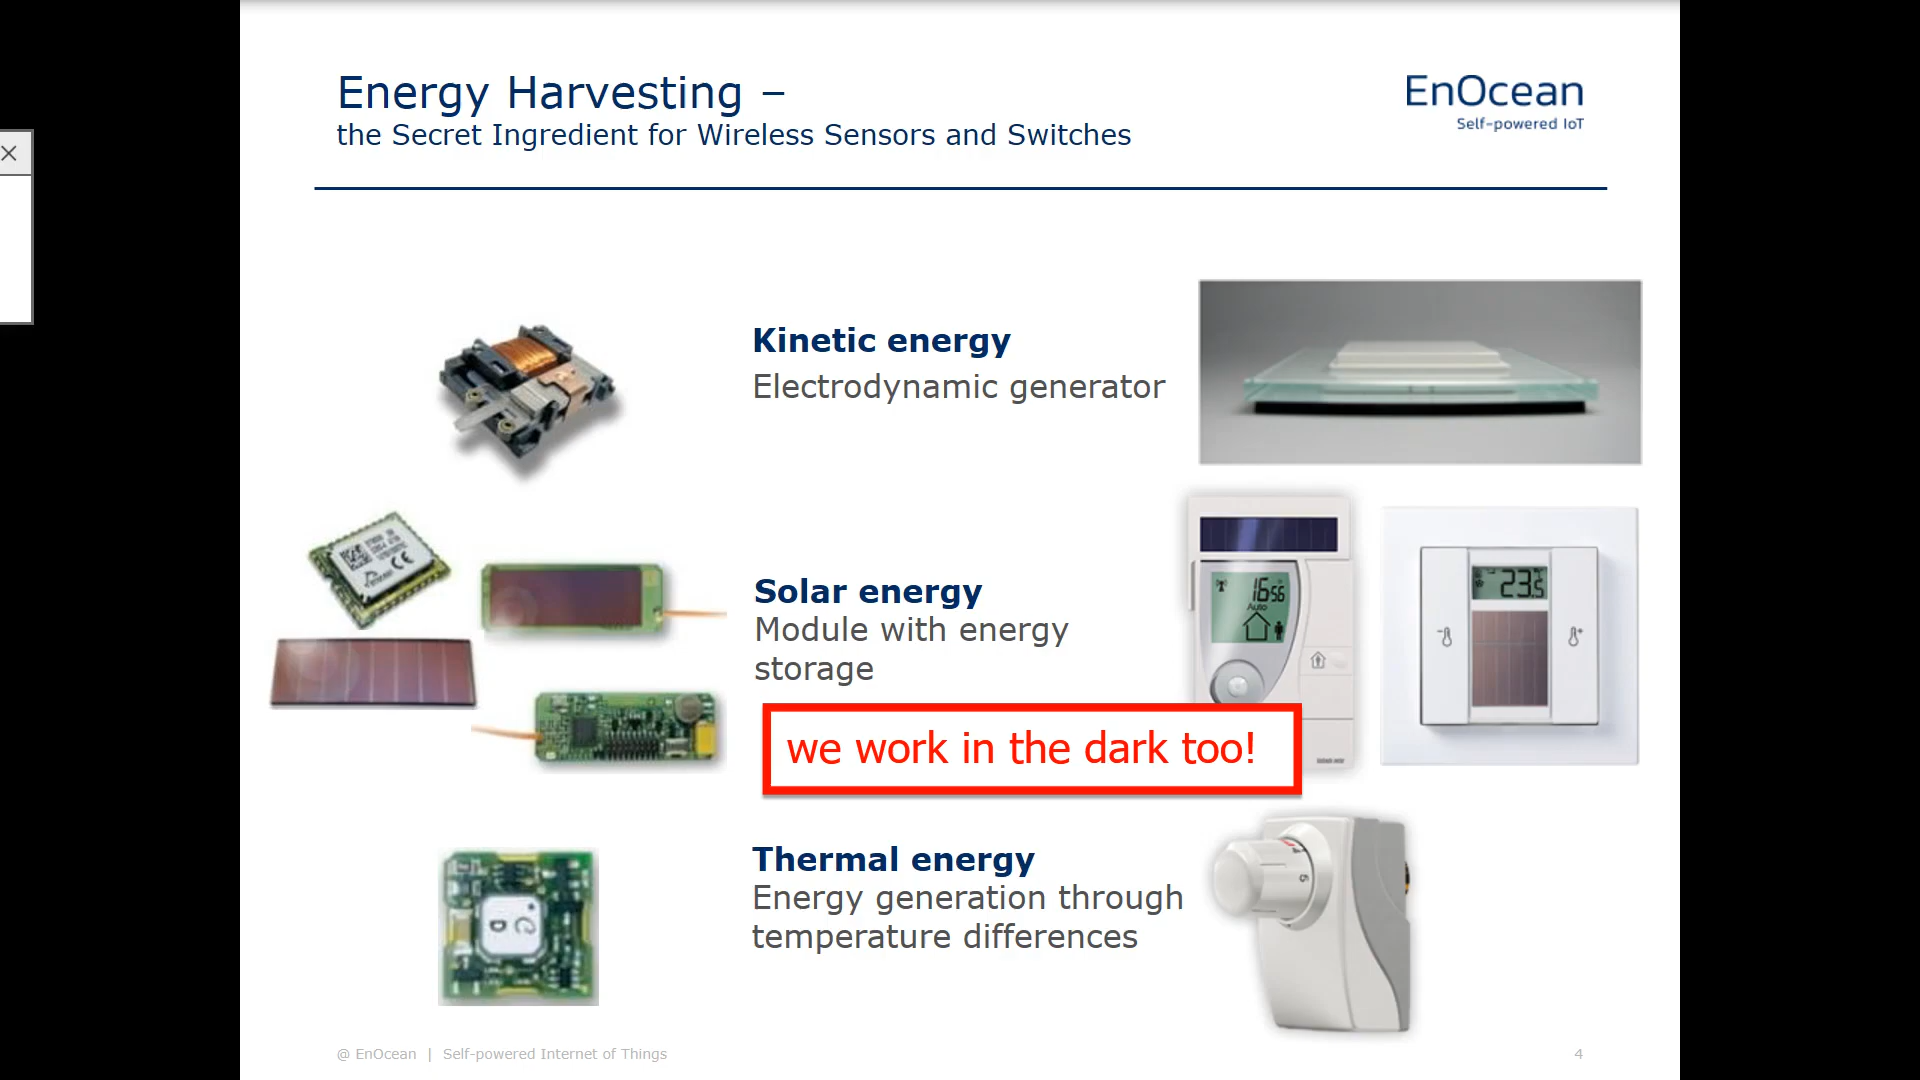 Energy Harvesting –
the Secret Ingredient for Wireless Sensors and Switches
EnOcean
Self-powered IoT
Kinetic energy
Electrodynamic generator
Solar energy
Module with energy
storage
we work in the dark too!
Thermal energy
Energy generation through
temperature differences
16:56
Auto
23.5
CE
@ EnOcean | Self-powered Internet of Things
4